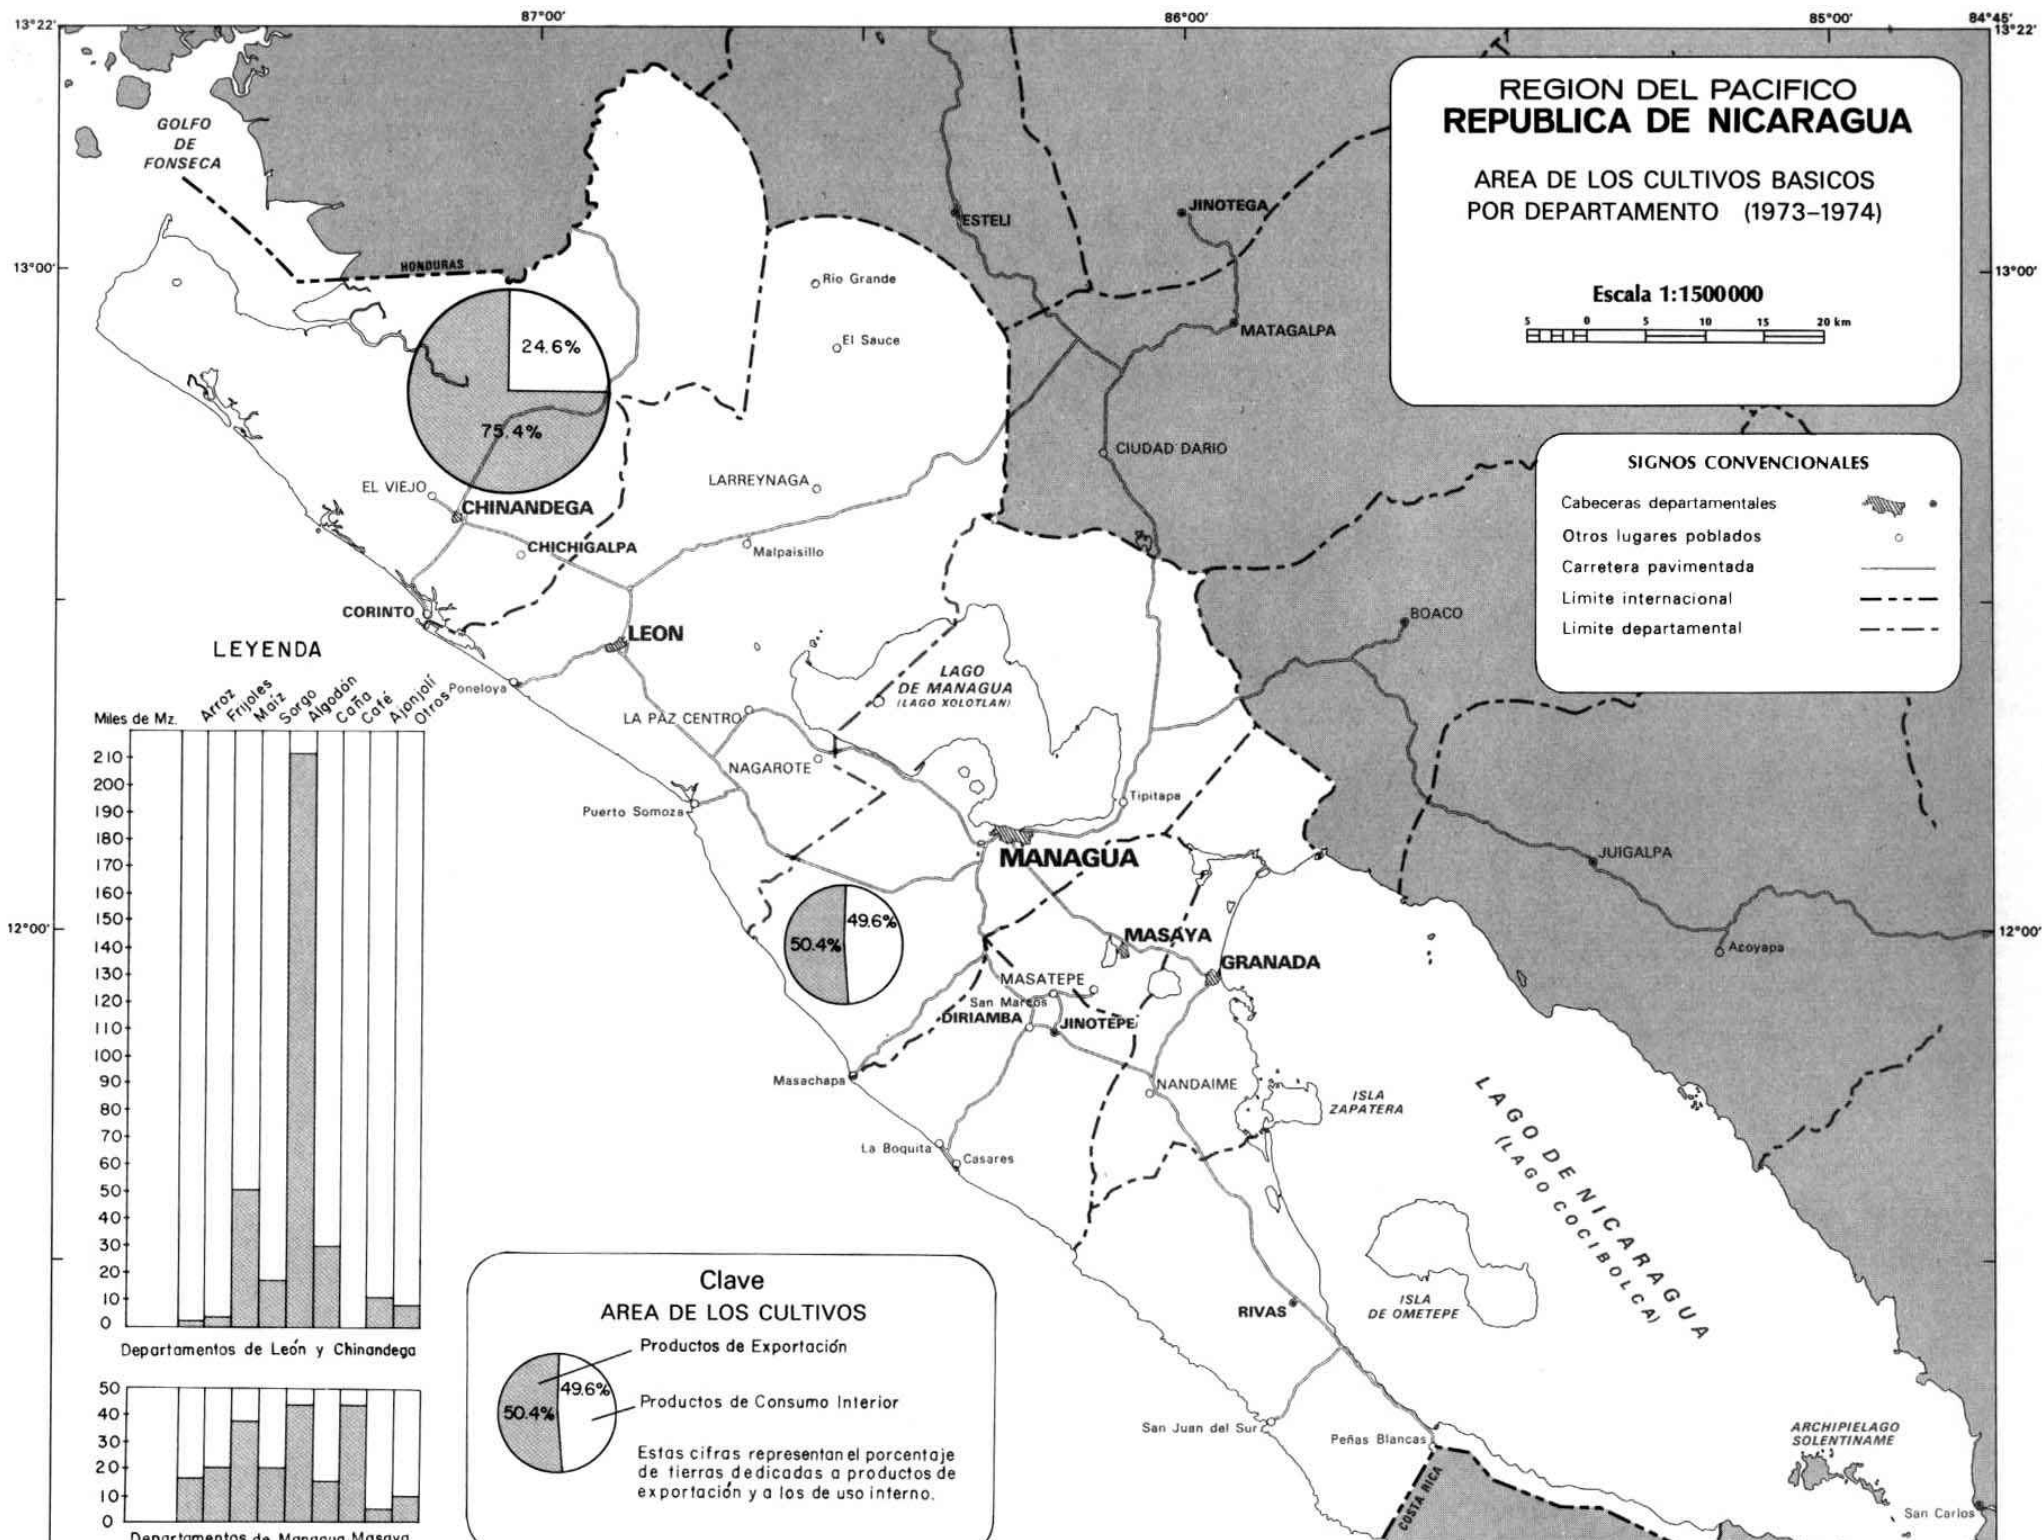 87°00'
86°00'
85°00'
84°45'
13°22'
13°22'
REGION DEL PACIFICO
REPUBLICA DE NICARAGUA
AREA DE LOS CULTIVOS BASICOS
POR DEPARTAMENTO (1973–1974)
Escala 1:1500000
5 0 5 10 15 20 km
GOLFO
DE
FONSECA
HONDURAS
ESTELI
JINOTEGA
13°00'
13°00'
Rio Grande
El Sauce
MATAGALPA
24.6%
75.4%
CIUDAD DARIO
SIGNOS CONVENCIONALES
Cabeceras departamentales
Otros lugares poblados
Carretera pavimentada
Limite internacional
Limite departamental
EL VIEJO
CHINANDEGA
LARREYNAGA
CHICHIGALPA
Malpaisillo
CORINTO
LEON
BOACO
LAGO
DE MANAGUA
(LAGO XOLOTLAN)
Poneloya
LA PAZ CENTRO
NAGAROTE
Puerto Somoza
Tipitapa
MANAGUA
JUIGALPA
49.6%
50.4%
12°00'
12°00'
MASAYA
GRANADA
Acoyapa
MASATEPE
San Marcos
DIRIAMBA
JINOTEPE
Masachapa
NANDAIME
ISLA
ZAPATERA
La Boquita
Casares
LAGO DE NICARAGUA
(LAGO COCIBOLCA)
ISLA
DE OMETEPE
RIVAS
San Juan del Sur
Peñas Blancas
COSTA RICA
ARCHIPIELAGO
SOLENTINAME
San Carlos
LEYENDA
Miles de Mz.
Arroz
Frijoles
Maíz
Sorgo
Algodón
Caña
Café
Ajonjolí
Otros
210
200
190
180
170
160
150
140
130
120
110
100
90
80
70
60
50
40
30
20
10
0
Departamentos de León y Chinandega
50
40
30
20
10
0
Departamentos de Managua, Masaya
Clave
AREA DE LOS CULTIVOS
Productos de Exportación
49.6%
Productos de Consumo Interior
50.4%
Estas cifras representan el porcentaje
de tierras dedicadas a productos de
exportación y a los de uso interno.